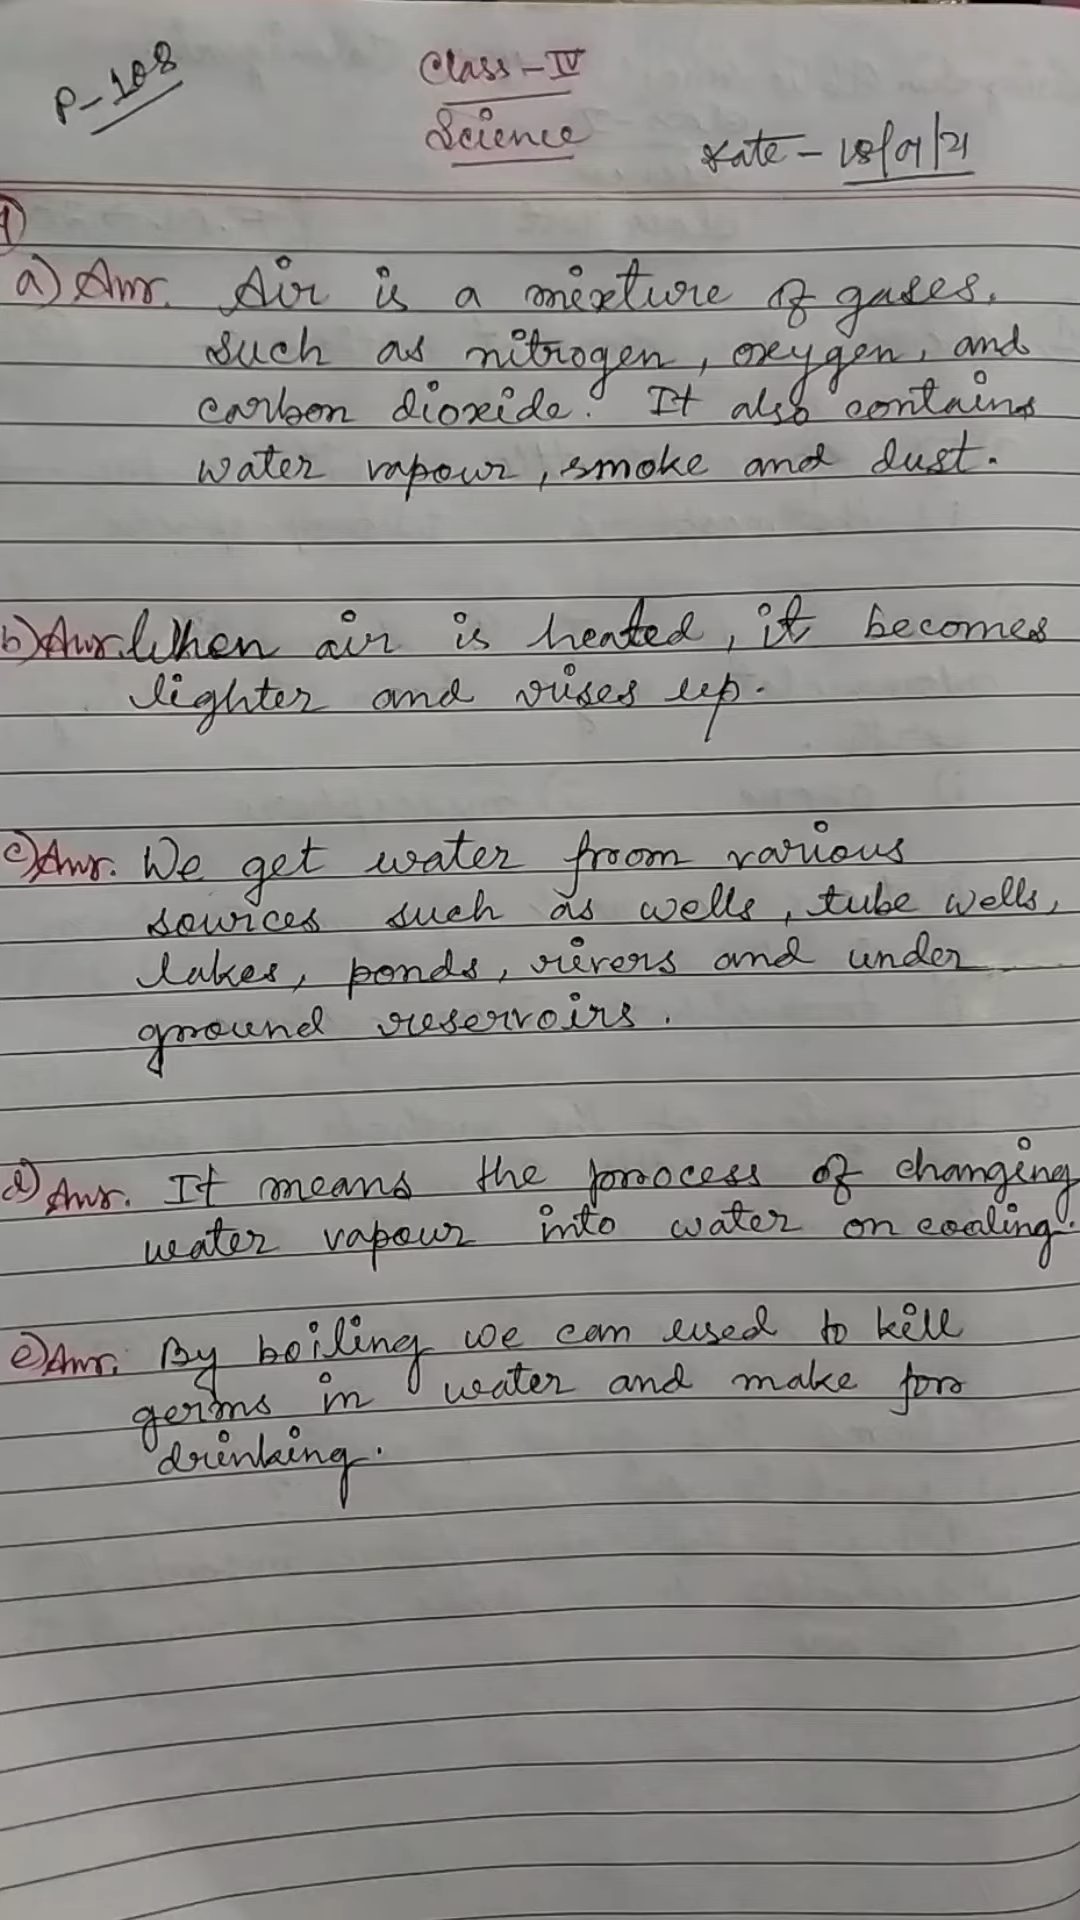 P-108
Class-IV
Science
Date - 18/01/21
1)
a) Ans. Air is a mixture of gases,
such as nitrogen, oxygen, and
carbon dioxide. It also contains
water vapour, smoke and dust.
b) Ans. When air is heated, it becomes
lighter and rises up.
c) Ans. We get water from various
sources such as wells, tube wells,
lakes, ponds, rivers and under
ground reservoirs.
d) Ans. It means the process of changing
water vapour into water on cooling.
e) Ans. By boiling we can used to kill
germs in water and make for
drinking.